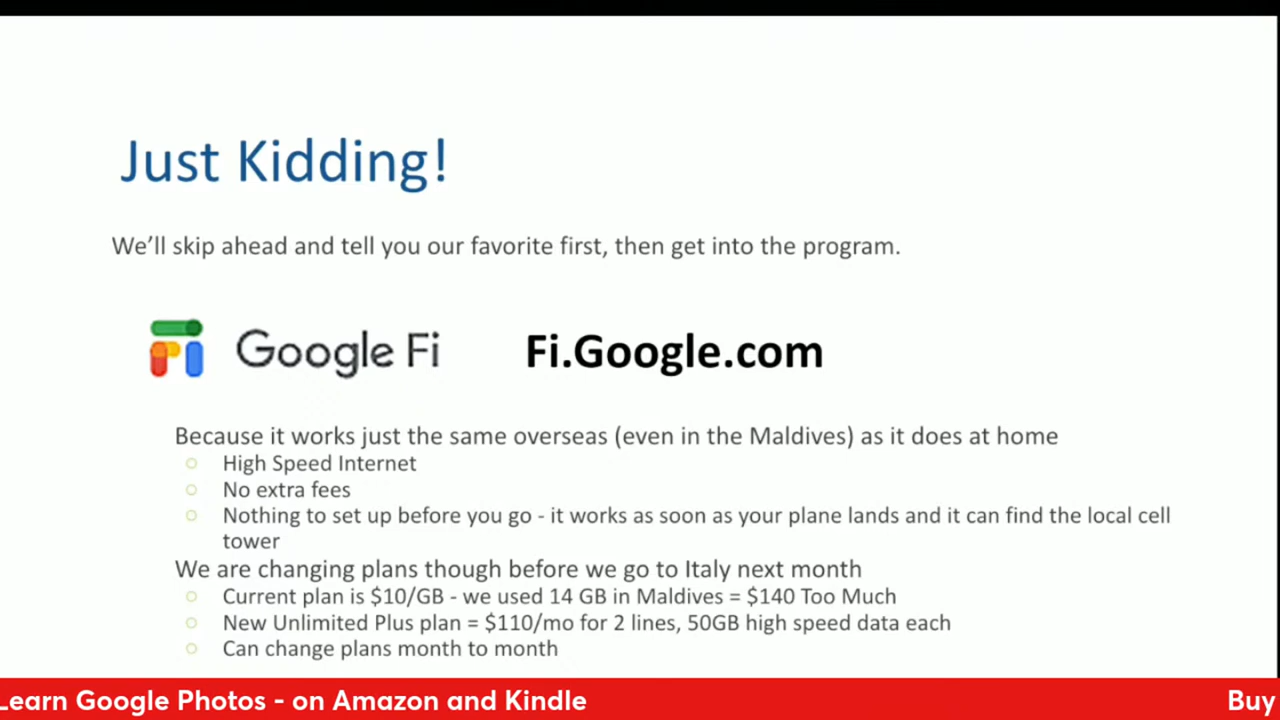 Just Kidding!
We’ll skip ahead and tell you our favorite first, then get into the program.
Google Fi
Fi.Google.com
Because it works just the same overseas (even in the Maldives) as it does at home
High Speed Internet
No extra fees
Nothing to set up before you go - it works as soon as your plane lands and it can find the local cell
tower
We are changing plans though before we go to Italy next month
Current plan is $10/GB - we used 14 GB in Maldives = $140 Too Much
New Unlimited Plus plan = $110/mo for 2 lines, 50GB high speed data each
Can change plans month to month
Learn Google Photos - on Amazon and Kindle
Buy